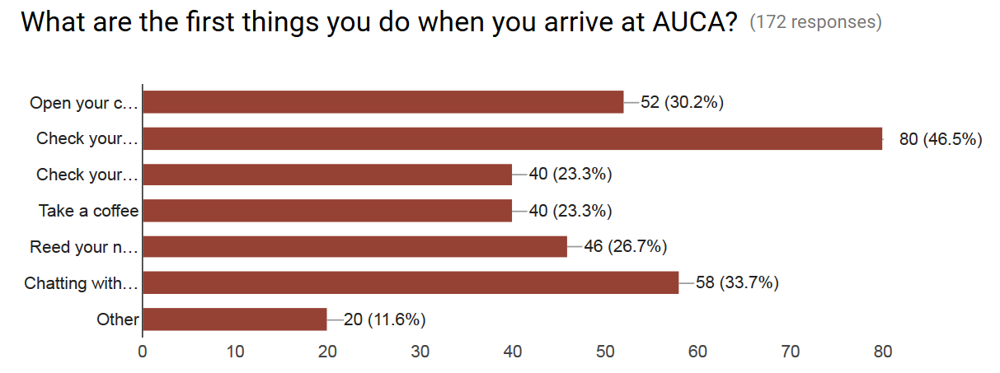 What are the first things you do when you arrive at AUCA? (172 responses)
Open your c... 52 (30.2%)
Check your... 80 (46.5%)
Check your... 40 (23.3%)
Take a coffee 40 (23.3%)
Reed your n... 46 (26.7%)
Chatting with... 58 (33.7%)
Other 20 (11.6%)
0 10 20 30 40 50 60 70 80